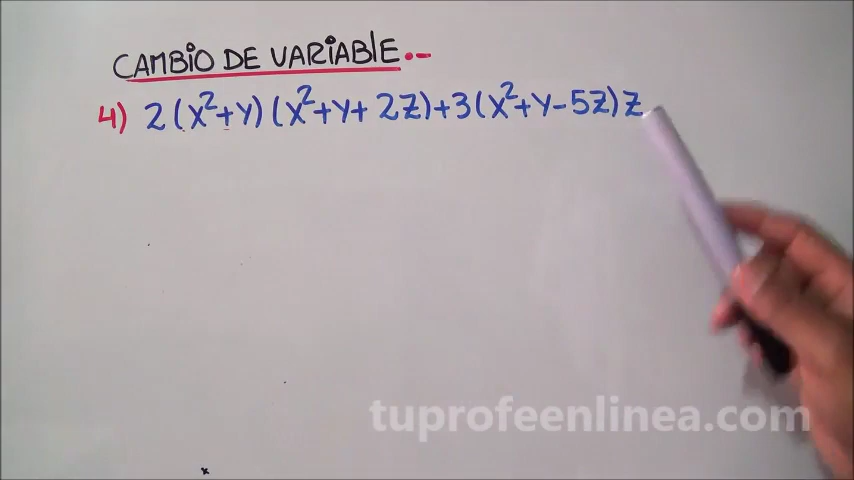 CAMBIO DE VARIABLE.-
4) 2(x²+y)(x²+y+2z)+3(x²+y-5z)z
tuprofeenlinea.com